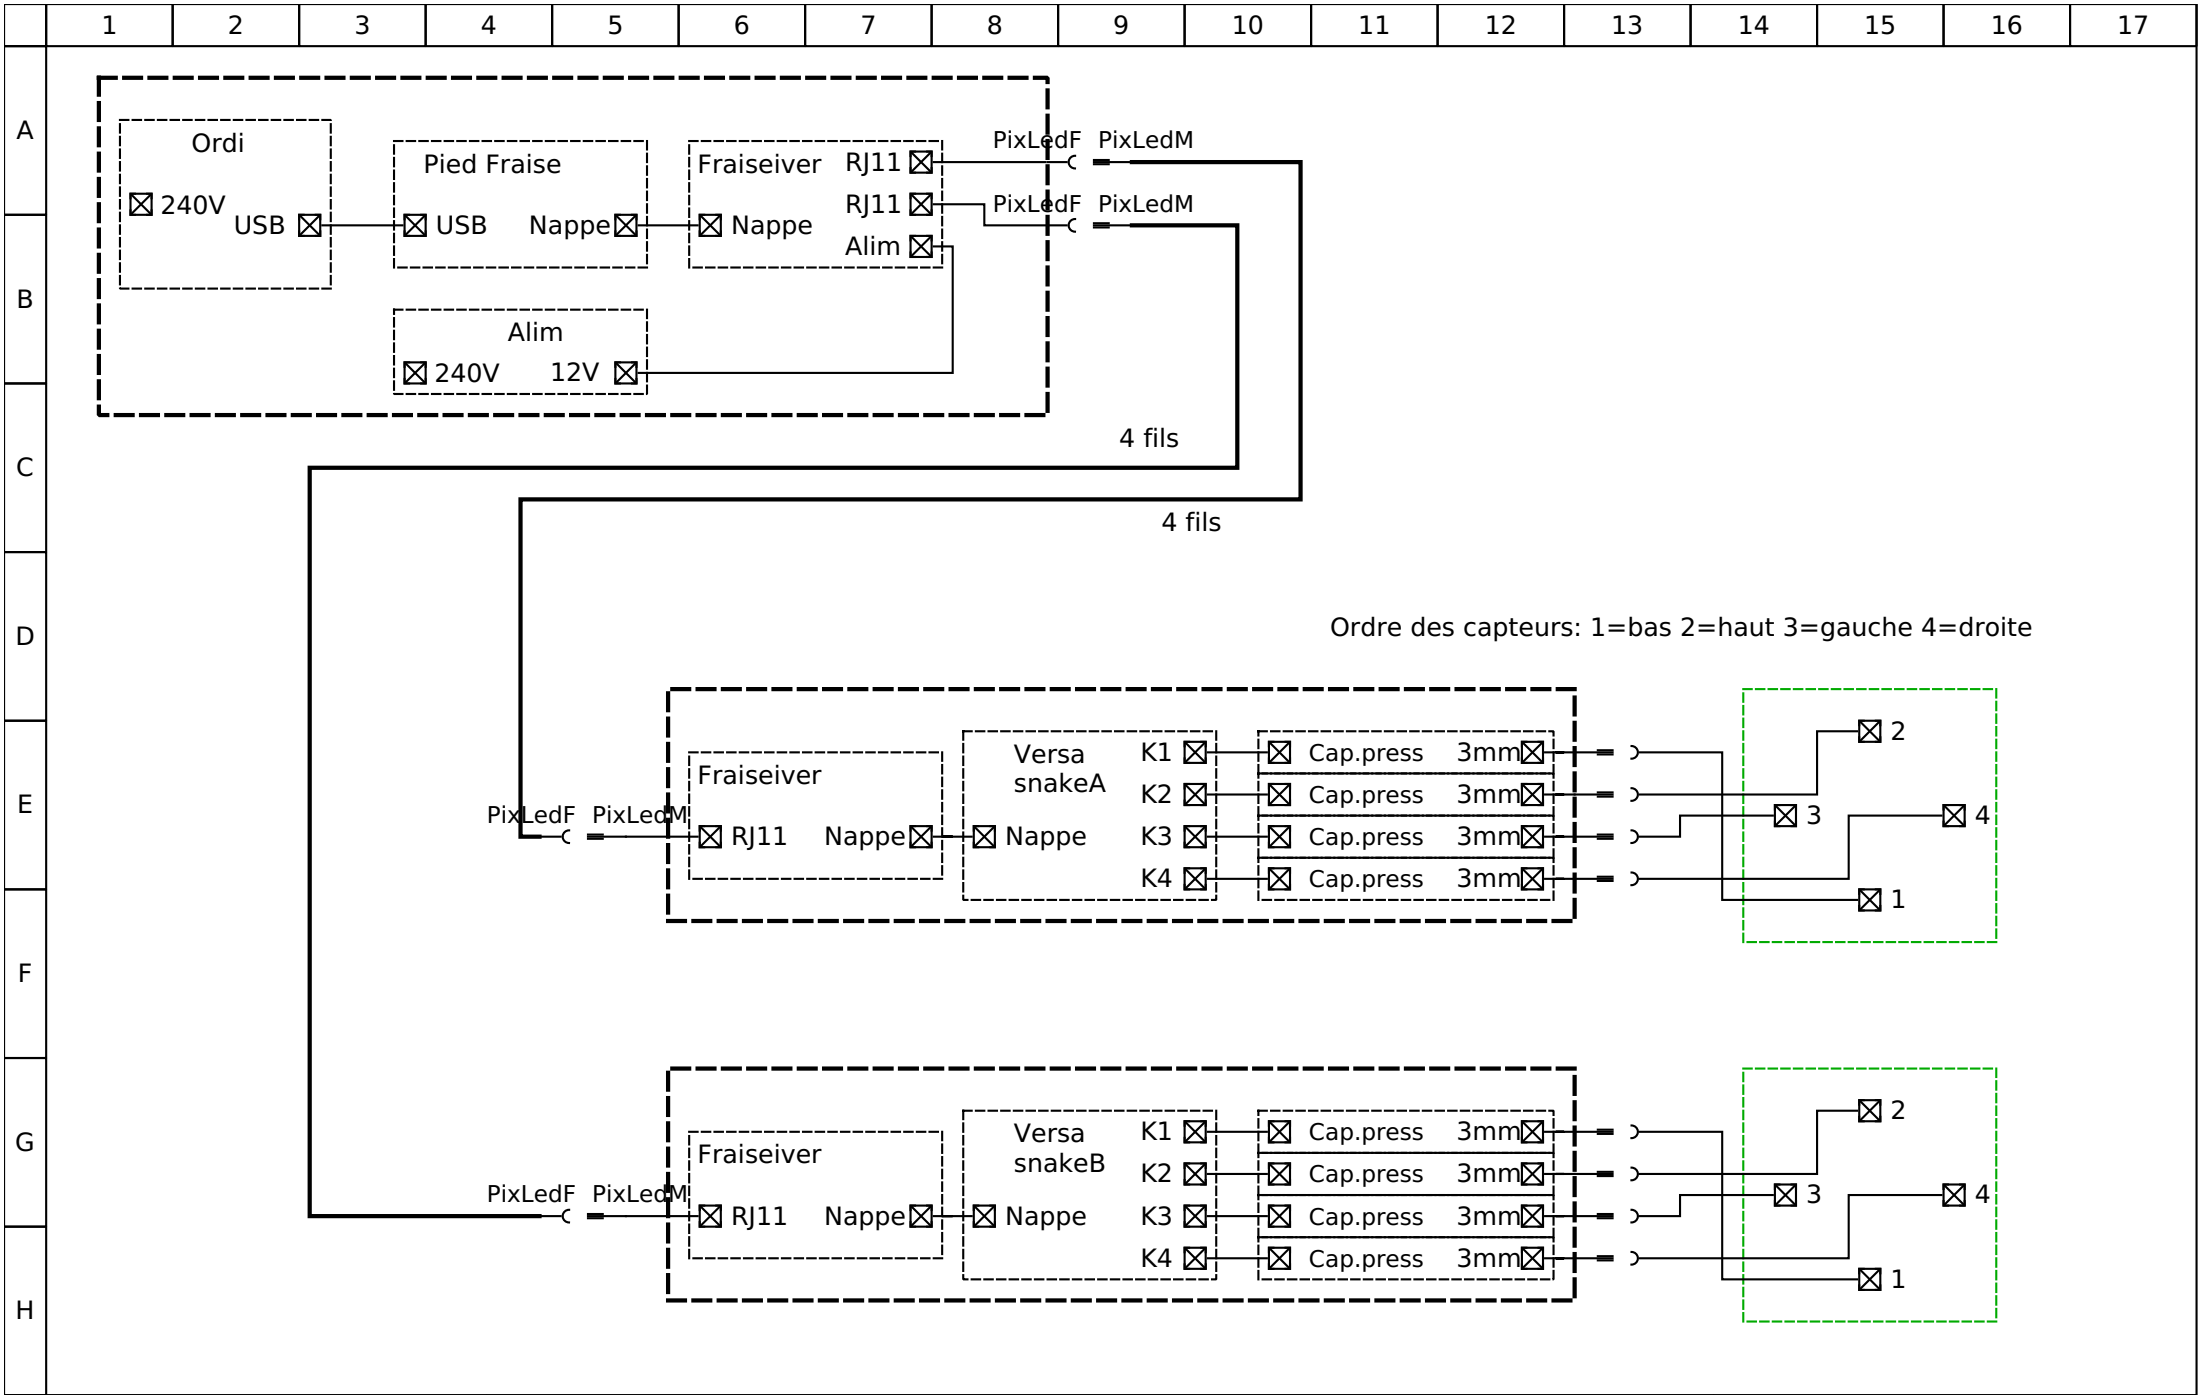 1 2 3 4 5 6 7 8 9 10 11 12 13 14 15 16 17
A
Ordi
240V
USB
Pied Fraise
USB Nappe
Fraiseiver RJ11
RJ11
Nappe
Alim
PixLedF PixLedM
PixLedF PixLedM
B
Alim
240V 12V
C
4 fils
4 fils
D
Ordre des capteurs: 1=bas 2=haut 3=gauche 4=droite
E
PixLedF PixLedM
Fraiseiver
RJ11 Nappe
Versa
snakeA
Nappe
K1
K2
K3
K4
Cap.press 3mm
Cap.press 3mm
Cap.press 3mm
Cap.press 3mm
2
3
4
1
F
G
PixLedF PixLedM
Fraiseiver
RJ11 Nappe
Versa
snakeB
Nappe
K1
K2
K3
K4
Cap.press 3mm
Cap.press 3mm
Cap.press 3mm
Cap.press 3mm
2
3
4
1
H